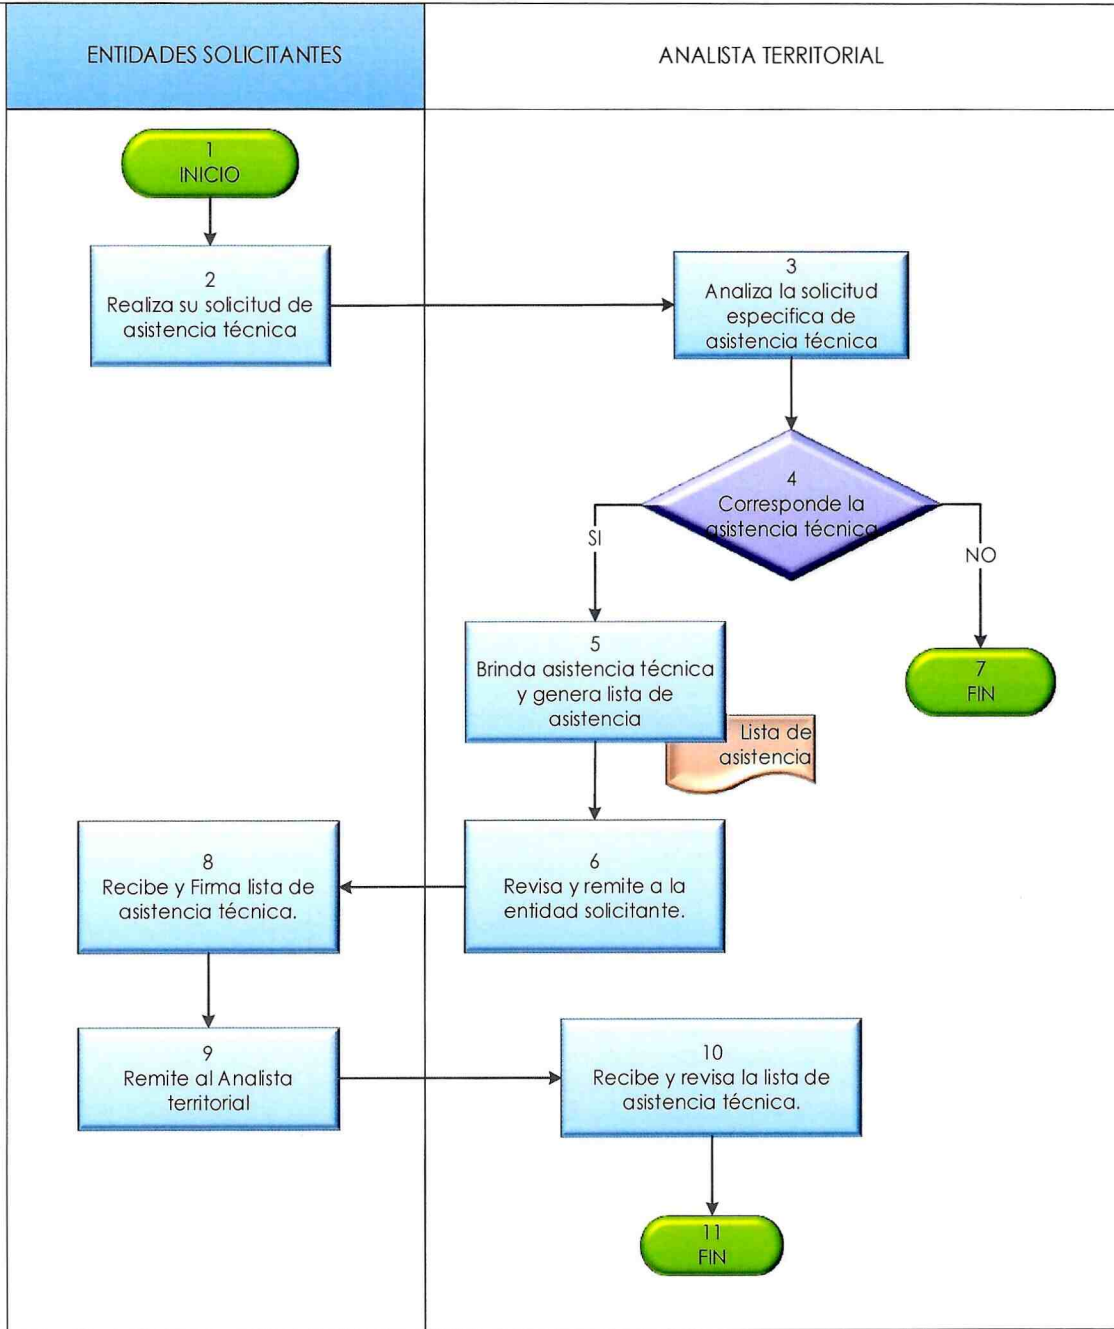 ENTIDADES SOLICITANTES
ANALISTA TERRITORIAL
1
INICIO
2
Realiza su solicitud de
asistencia técnica
3
Analiza la solicitud
especifica de
asistencia técnica
4
Corresponde la
asistencia técnica
SI
NO
5
Brinda asistencia técnica
y genera lista de
asistencia
Lista de
asistencia
7
FIN
6
Revisa y remite a la
entidad solicitante.
8
Recibe y Firma lista de
asistencia técnica.
9
Remite al Analista
territorial
10
Recibe y revisa la lista de
asistencia técnica.
11
FIN